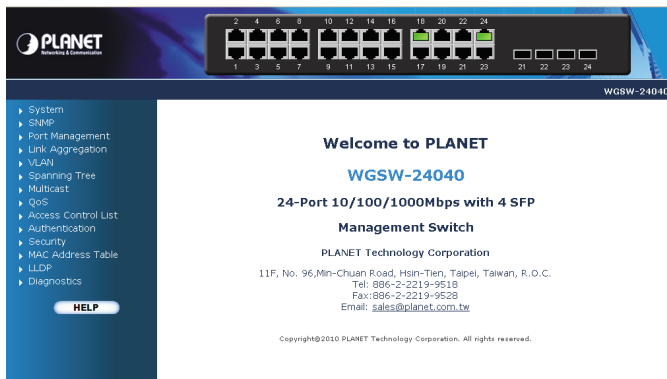 PLANET
Networking & Communication
2 4 6 8 10 12 14 16 18 20 22 24
1 3 5 7 9 11 13 15 17 19 21 23 21 22 23 24
WGSW-24040
System
SNMP
Port Management
Link Aggregation
VLAN
Spanning Tree
Multicast
QoS
Access Control List
Authentication
Security
MAC Address Table
LLDP
Diagnostics
HELP
Welcome to PLANET
WGSW-24040
24-Port 10/100/1000Mbps with 4 SFP
Management Switch
PLANET Technology Corporation
11F, No. 96,Min-Chuan Road, Hsin-Tien, Taipei, Taiwan, R.O.C.
Tel: 886-2-2219-9518
Fax:886-2-2219-9528
Email: sales@planet.com.tw
Copyright©2010 PLANET Technology Corporation. All rights reserved.